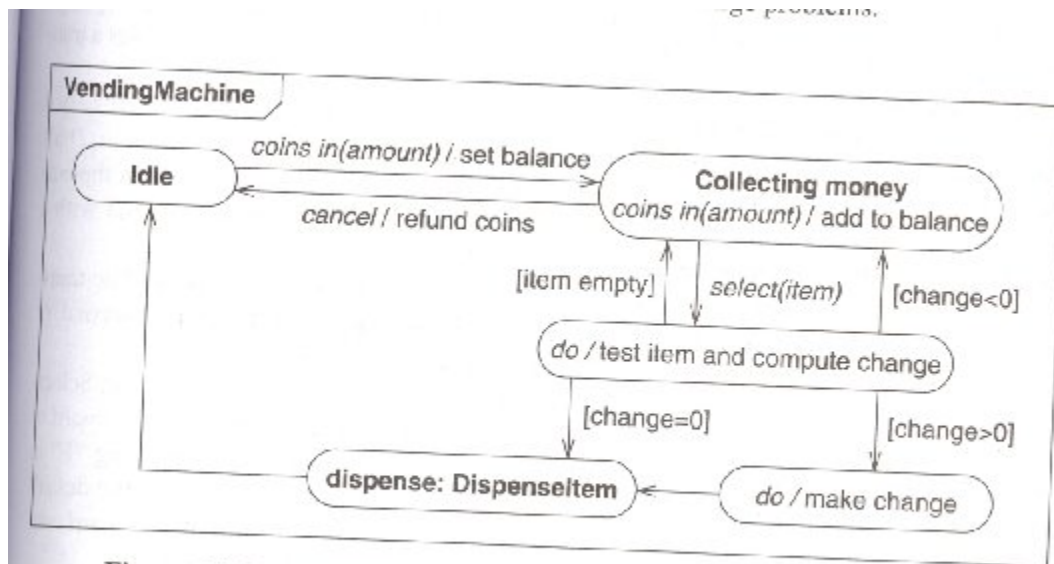 problems.
VendingMachine
Idle
coins in(amount) / set balance
cancel / refund coins
Collecting money
coins in(amount) / add to balance
[item empty]
select(item)
[change<0]
do / test item and compute change
[change=0]
[change>0]
dispense: DispenseItem
do / make change